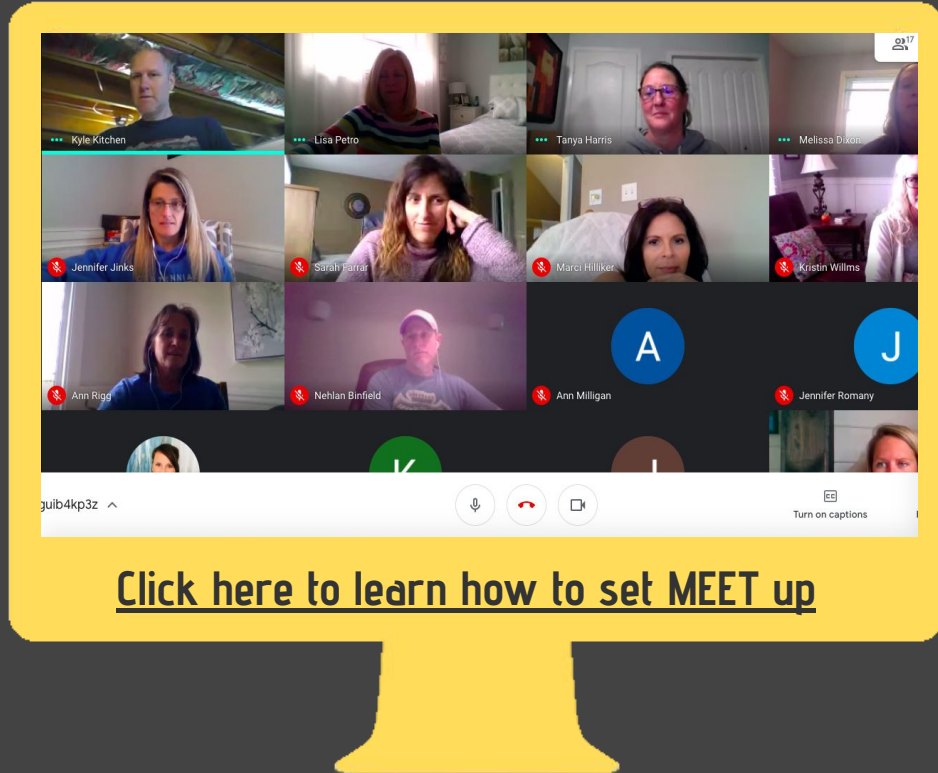 17
Kyle Kitchen
Lisa Petro
Tanya Harris
Melissa Dixon
Jennifer Jinks
Sarah Farrar
Marci Hilliker
Kristin Willms
A
J
Ann Rigg
Nehlan Binfield
Ann Milligan
Jennifer Romany
K
guib4kp3z
CC
Turn on captions
Click here to learn how to set MEET up